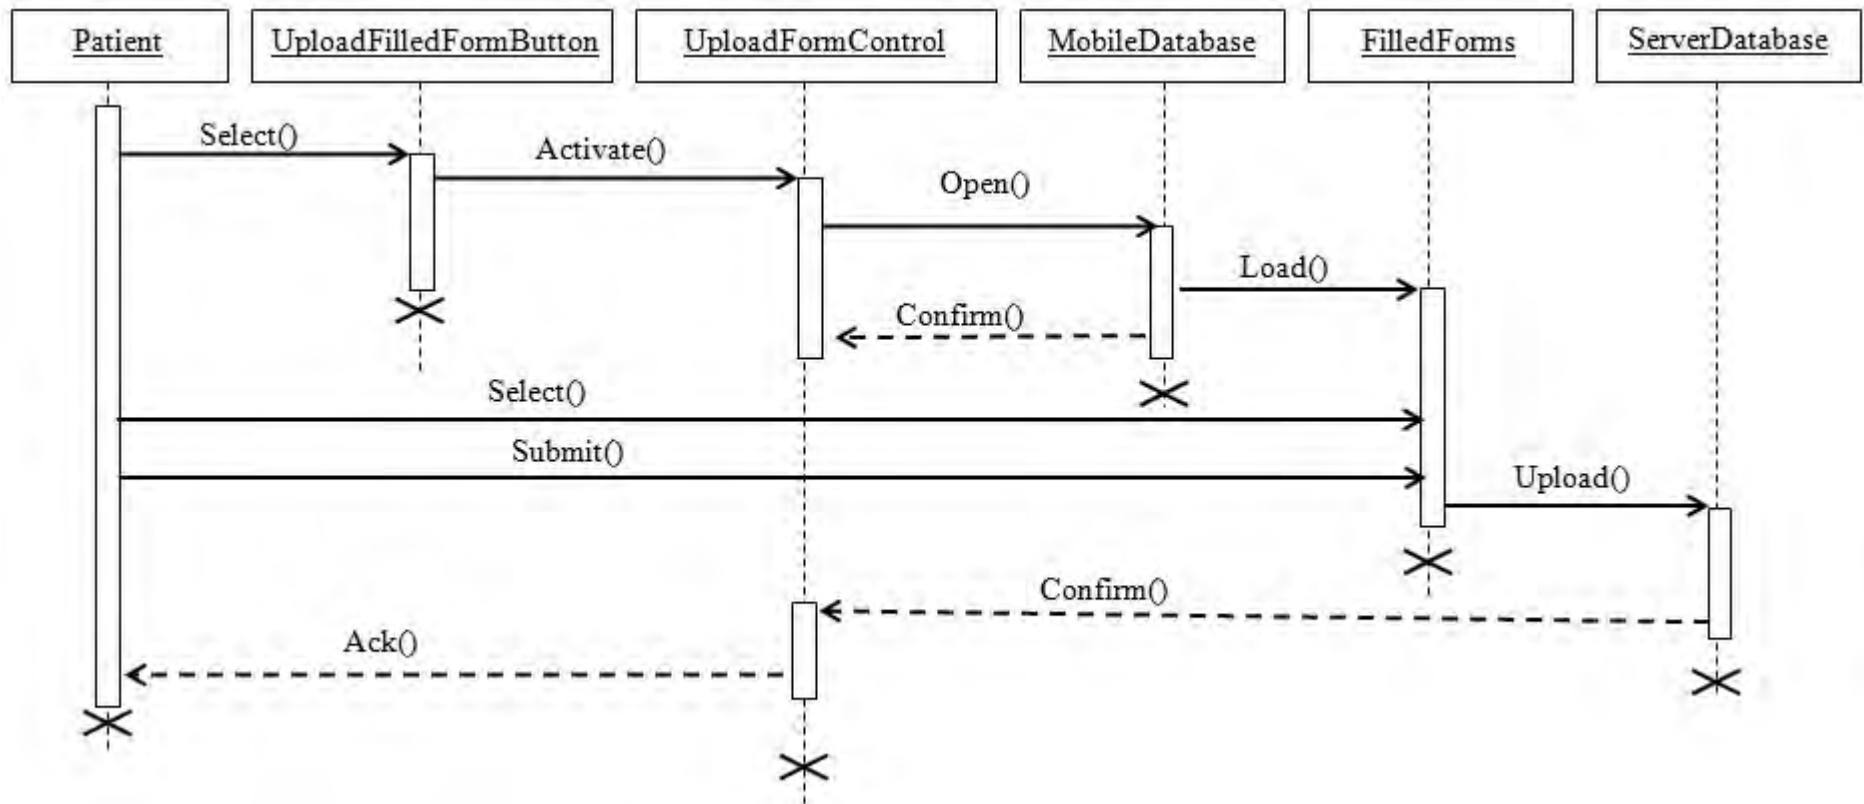 Patient
UploadFilledFormButton
UploadFormControl
MobileDatabase
FilledForms
ServerDatabase
Select()
Activate()
Open()
Load()
Confirm()
Select()
Submit()
Upload()
Confirm()
Ack()